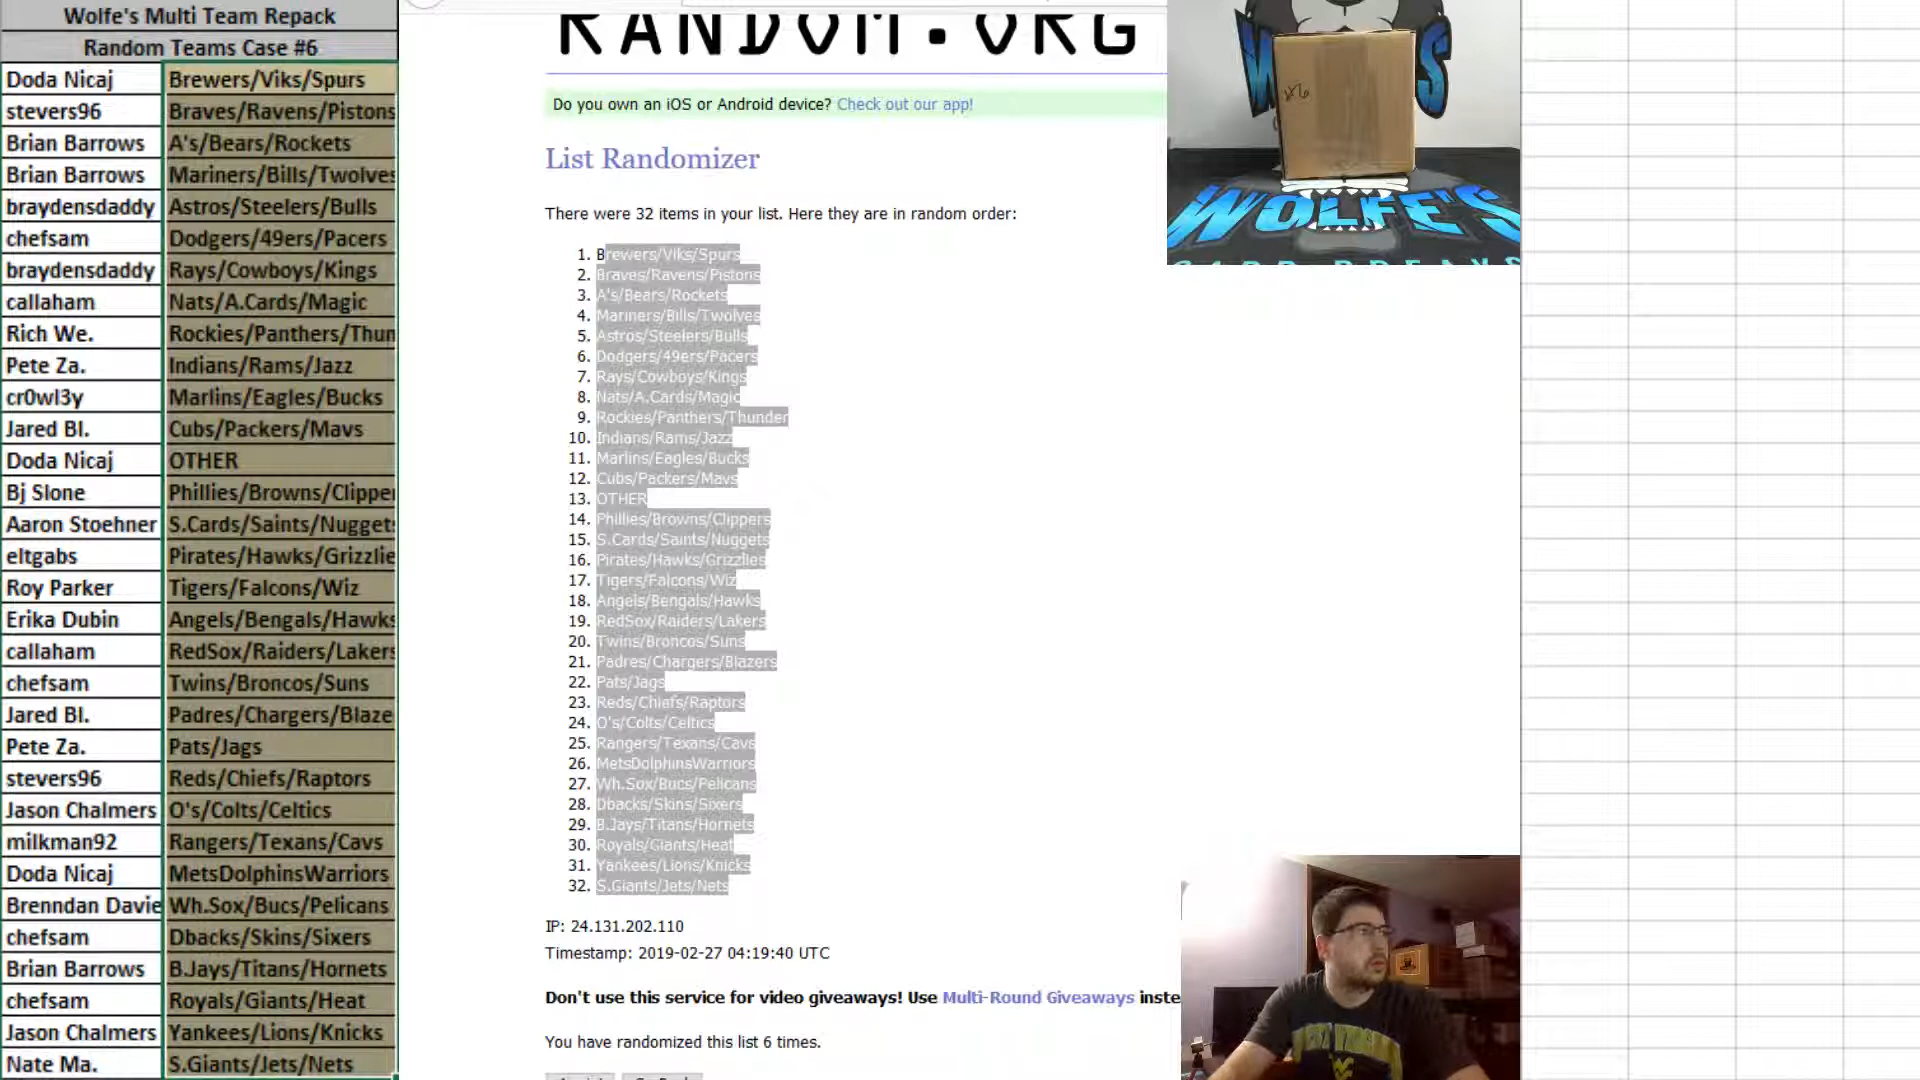 Wolfe's Multi Team Repack
Random Teams Case #6
Doda Nicaj Brewers/Viks/Spurs
stevers96 Braves/Ravens/Pistons
Brian Barrows A's/Bears/Rockets
Brian Barrows Mariners/Bills/Twolves
braydensdaddy Astros/Steelers/Bulls
chefsam Dodgers/49ers/Pacers
braydensdaddy Rays/Cowboys/Kings
callaham Nats/A.Cards/Magic
Rich We. Rockies/Panthers/Thun
Pete Za. Indians/Rams/Jazz
cr0wl3y Marlins/Eagles/Bucks
Jared Bl. Cubs/Packers/Mavs
Doda Nicaj OTHER
Bj Slone Phillies/Browns/Clipper
Aaron Stoehner S.Cards/Saints/Nuggets
eltgabs Pirates/Hawks/Grizzlie
Roy Parker Tigers/Falcons/Wiz
Erika Dubin Angels/Bengals/Hawks
callaham RedSox/Raiders/Lakers
chefsam Twins/Broncos/Suns
Jared Bl. Padres/Chargers/Blaze
Pete Za. Pats/Jags
stevers96 Reds/Chiefs/Raptors
Jason Chalmers O's/Colts/Celtics
milkman92 Rangers/Texans/Cavs
Doda Nicaj MetsDolphinsWarriors
Brenndan Davie Wh.Sox/Bucs/Pelicans
chefsam Dbacks/Skins/Sixers
Brian Barrows B.Jays/Titans/Hornets
chefsam Royals/Giants/Heat
Jason Chalmers Yankees/Lions/Knicks
Nate Ma. S.Giants/Jets/Nets
RANDOM.ORG
Do you own an iOS or Android device? Check out our app!
List Randomizer
There were 32 items in your list. Here they are in random order:
1. Brewers/Viks/Spurs
2. Braves/Ravens/Pistons
3. A's/Bears/Rockets
4. Mariners/Bills/Twolves
5. Astros/Steelers/Bulls
6. Dodgers/49ers/Pacers
7. Rays/Cowboys/Kings
8. Nats/A.Cards/Magic
9. Rockies/Panthers/Thunder
10. Indians/Rams/Jazz
11. Marlins/Eagles/Bucks
12. Cubs/Packers/Mavs
13. OTHER
14. Phillies/Browns/Clippers
15. S.Cards/Saints/Nuggets
16. Pirates/Hawks/Grizzlies
17. Tigers/Falcons/Wiz
18. Angels/Bengals/Hawks
19. RedSox/Raiders/Lakers
20. Twins/Broncos/Suns
21. Padres/Chargers/Blazers
22. Pats/Jags
23. Reds/Chiefs/Raptors
24. O's/Colts/Celtics
25. Rangers/Texans/Cavs
26. MetsDolphinsWarriors
27. Wh.Sox/Bucs/Pelicans
28. Dbacks/Skins/Sixers
29. B.Jays/Titans/Hornets
30. Royals/Giants/Heat
31. Yankees/Lions/Knicks
32. S.Giants/Jets/Nets
IP: 24.131.202.110
Timestamp: 2019-02-27 04:19:40 UTC
Don't use this service for video giveaways! Use Multi-Round Giveaways inste
You have randomized this list 6 times.
WOLFE'S